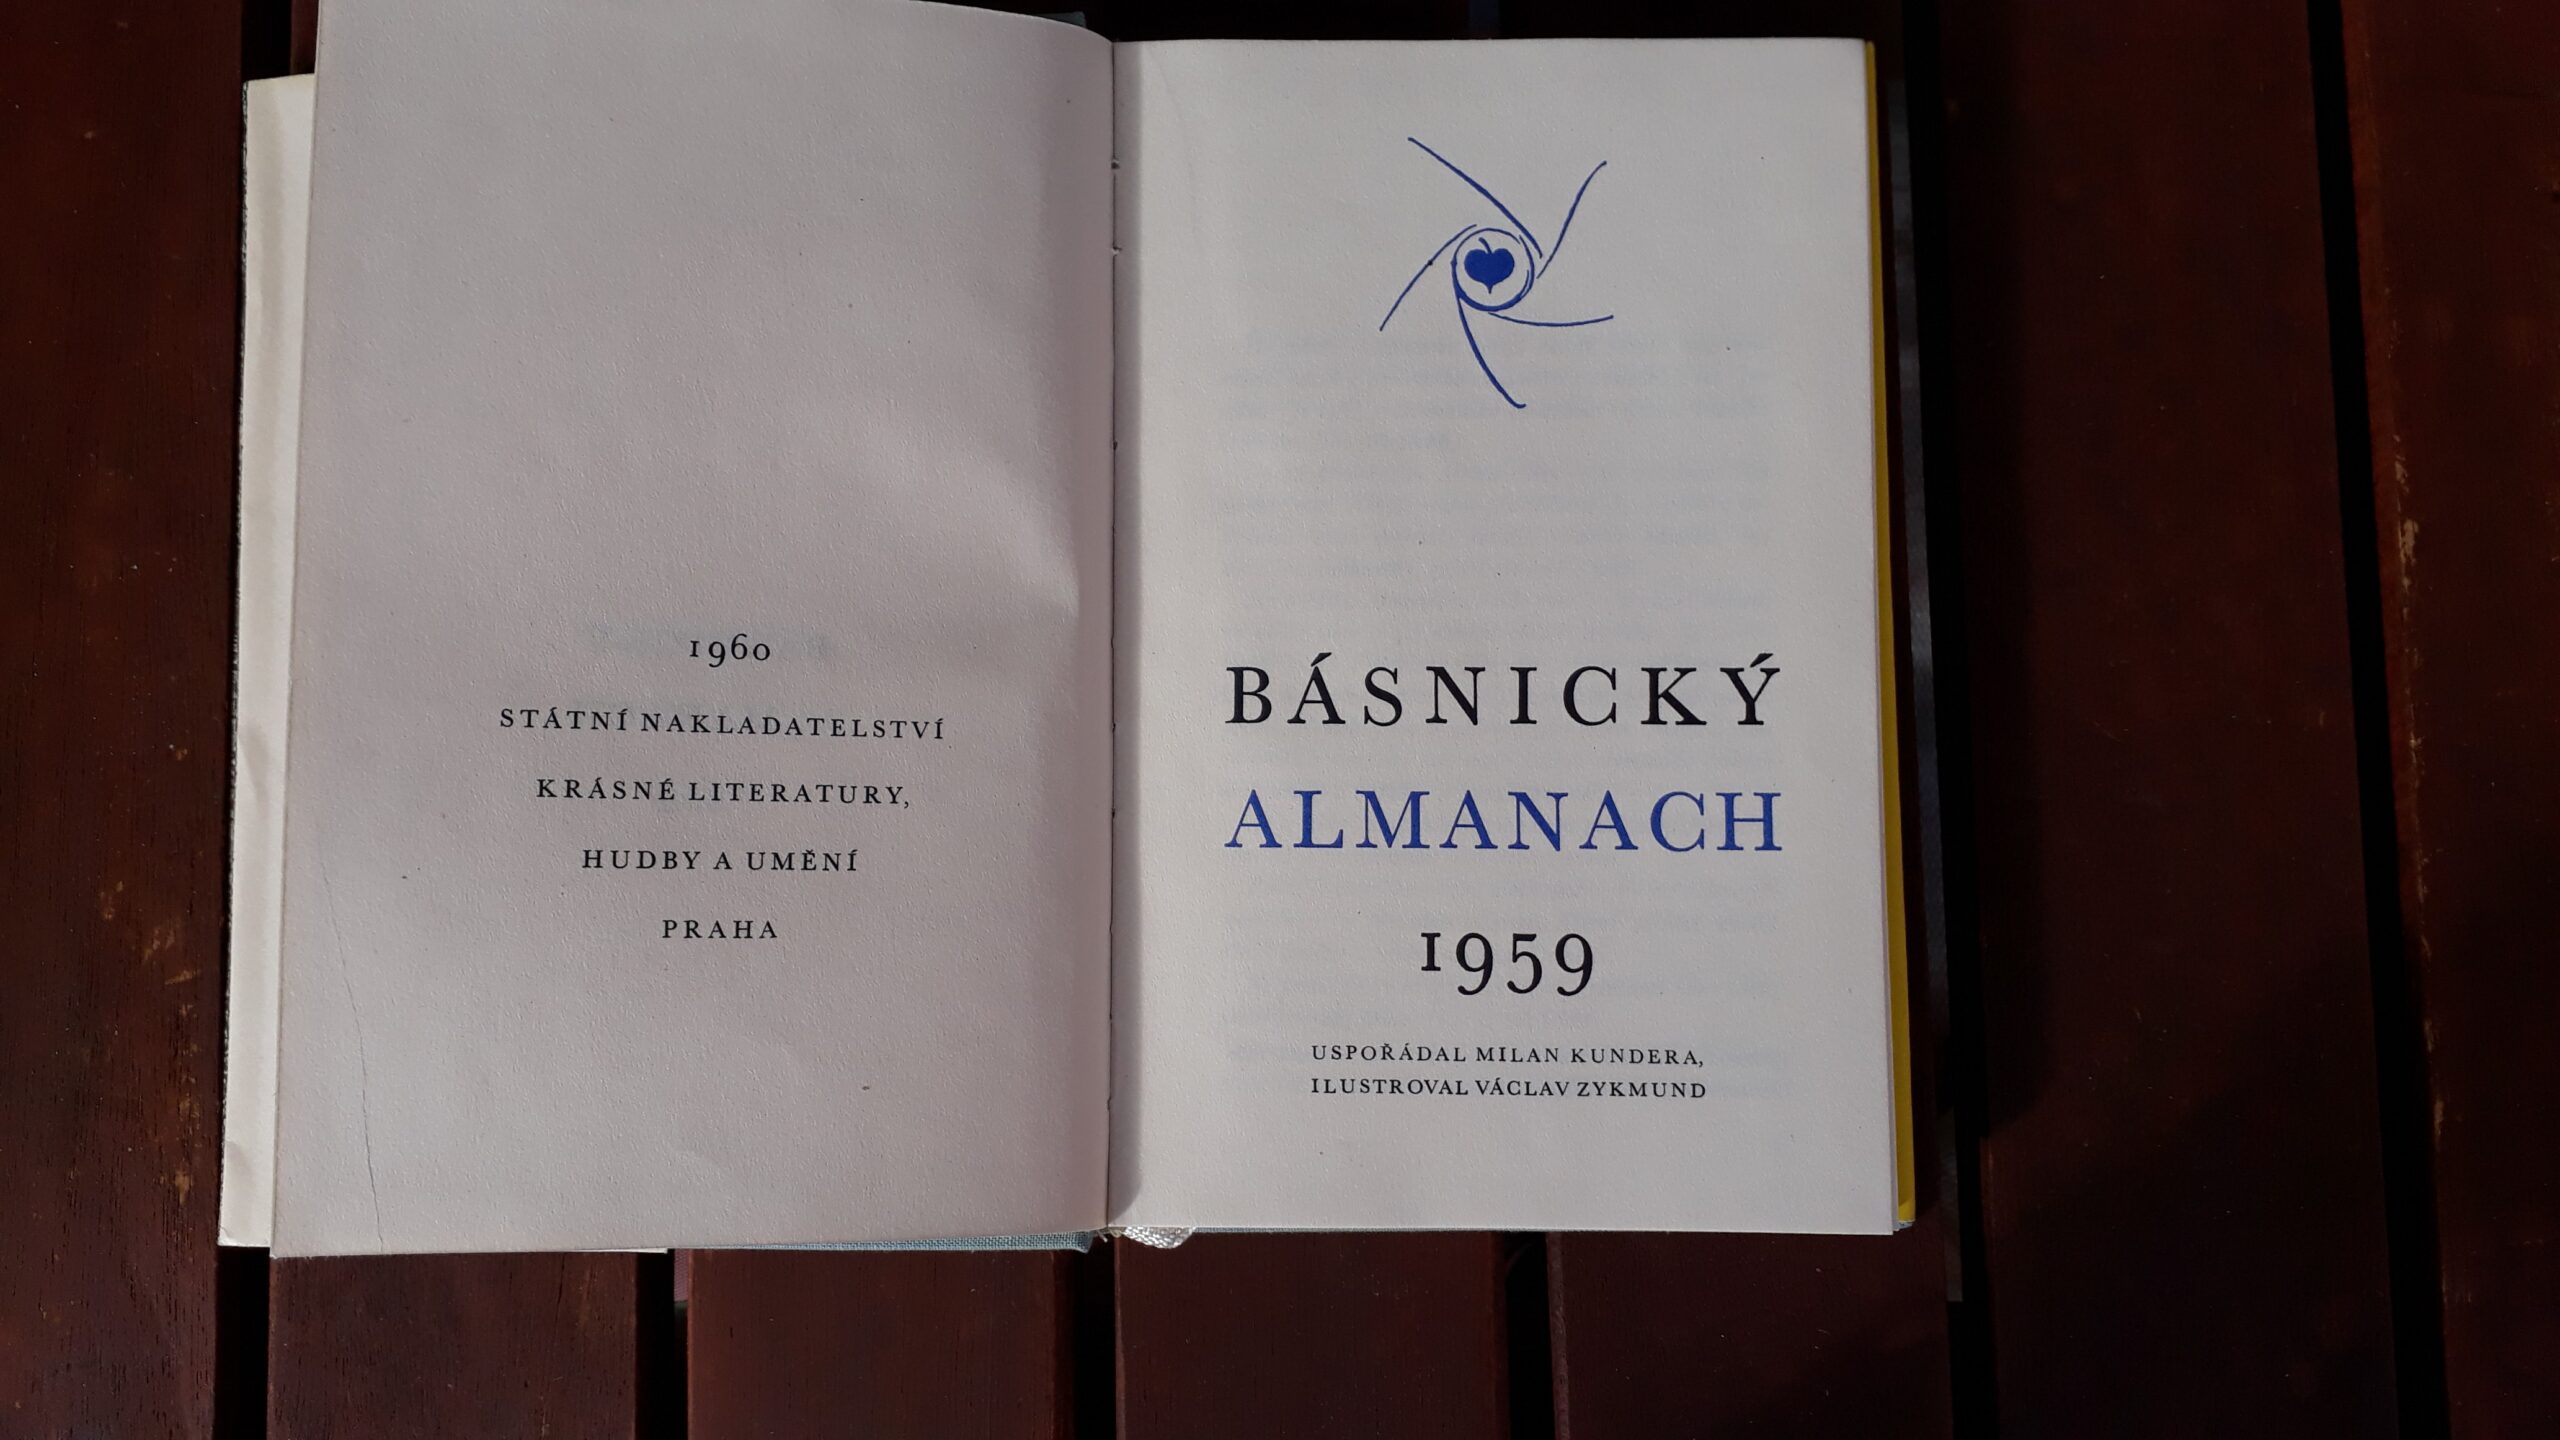 1960
STÁTNÍ NAKLADATELSTVÍ
KRÁSNÉ LITERATURY,
HUDBY A UMĚNÍ
PRAHA
BÁSNICKÝ
ALMANACH
1959
USPOŘÁDAL MILAN KUNDERA,
ILUSTROVAL VÁCLAV ZYKMUND